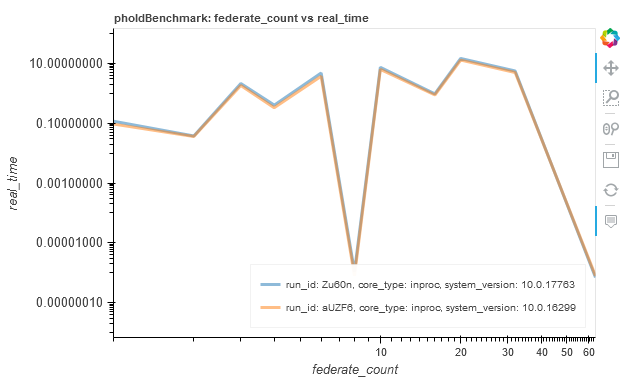 pholdBenchmark: federate_count vs real_time
10.00000000
0.10000000
0.00100000
0.00001000
0.00000010
real_time
run_id: Zu60n, core_type: inproc, system_version: 10.0.17763
run_id: aUZF6, core_type: inproc, system_version: 10.0.16299
10 20 30 40 50 60
federate_count